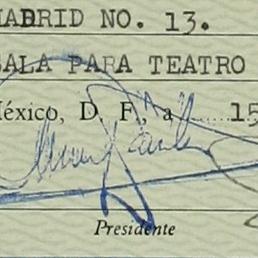 MADRID NO. 13.
SALA PARA TEATRO
México, D. F., a 15
Presidente